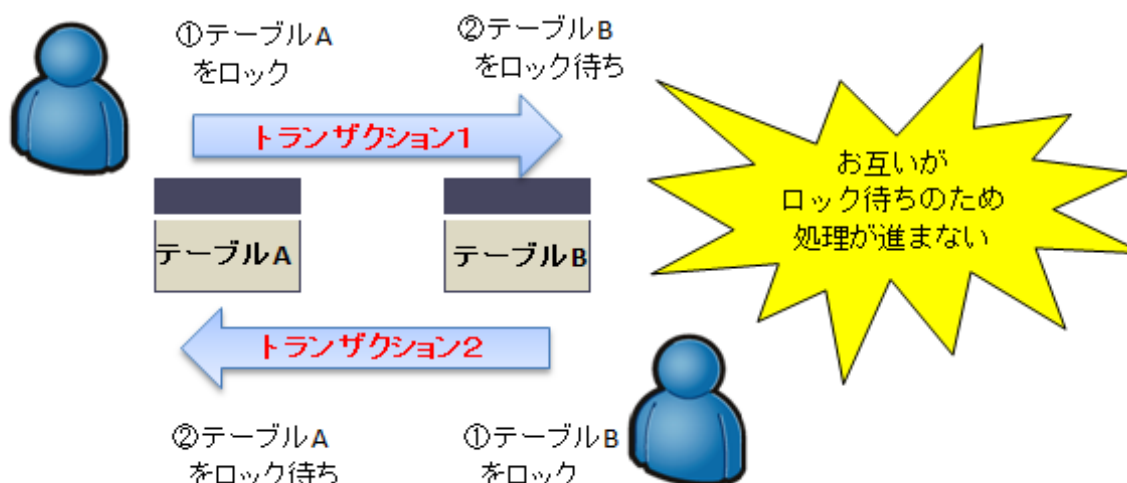 ①テーブルA
をロック
②テーブルB
をロック待ち
トランザクション1
お互いが
ロック待ちのため
処理が進まない
テーブルA
テーブルB
トランザクション2
②テーブルA
をロック待ち
①テーブルB
をロック